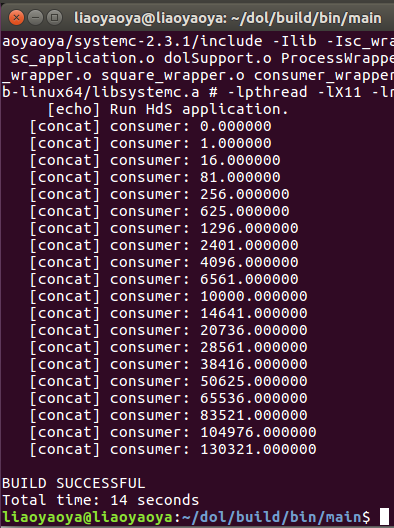 liaoyaoya@liaoyaoya: ~/dol/build/bin/main
aoyaoya/systemc-2.3.1/include -Ilib -Isc_wra
sc_application.o dolSupport.o ProcessWrappe
_wrapper.o square_wrapper.o consumer_wrapper
b-linux64/libsystemc.a # -lpthread -lX11 -lr
[echo] Run HdS application.
[concat] consumer: 0.000000
[concat] consumer: 1.000000
[concat] consumer: 16.000000
[concat] consumer: 81.000000
[concat] consumer: 256.000000
[concat] consumer: 625.000000
[concat] consumer: 1296.000000
[concat] consumer: 2401.000000
[concat] consumer: 4096.000000
[concat] consumer: 6561.000000
[concat] consumer: 10000.000000
[concat] consumer: 14641.000000
[concat] consumer: 20736.000000
[concat] consumer: 28561.000000
[concat] consumer: 38416.000000
[concat] consumer: 50625.000000
[concat] consumer: 65536.000000
[concat] consumer: 83521.000000
[concat] consumer: 104976.000000
[concat] consumer: 130321.000000
BUILD SUCCESSFUL
Total time: 14 seconds
liaoyaoya@liaoyaoya:~/dol/build/bin/main$